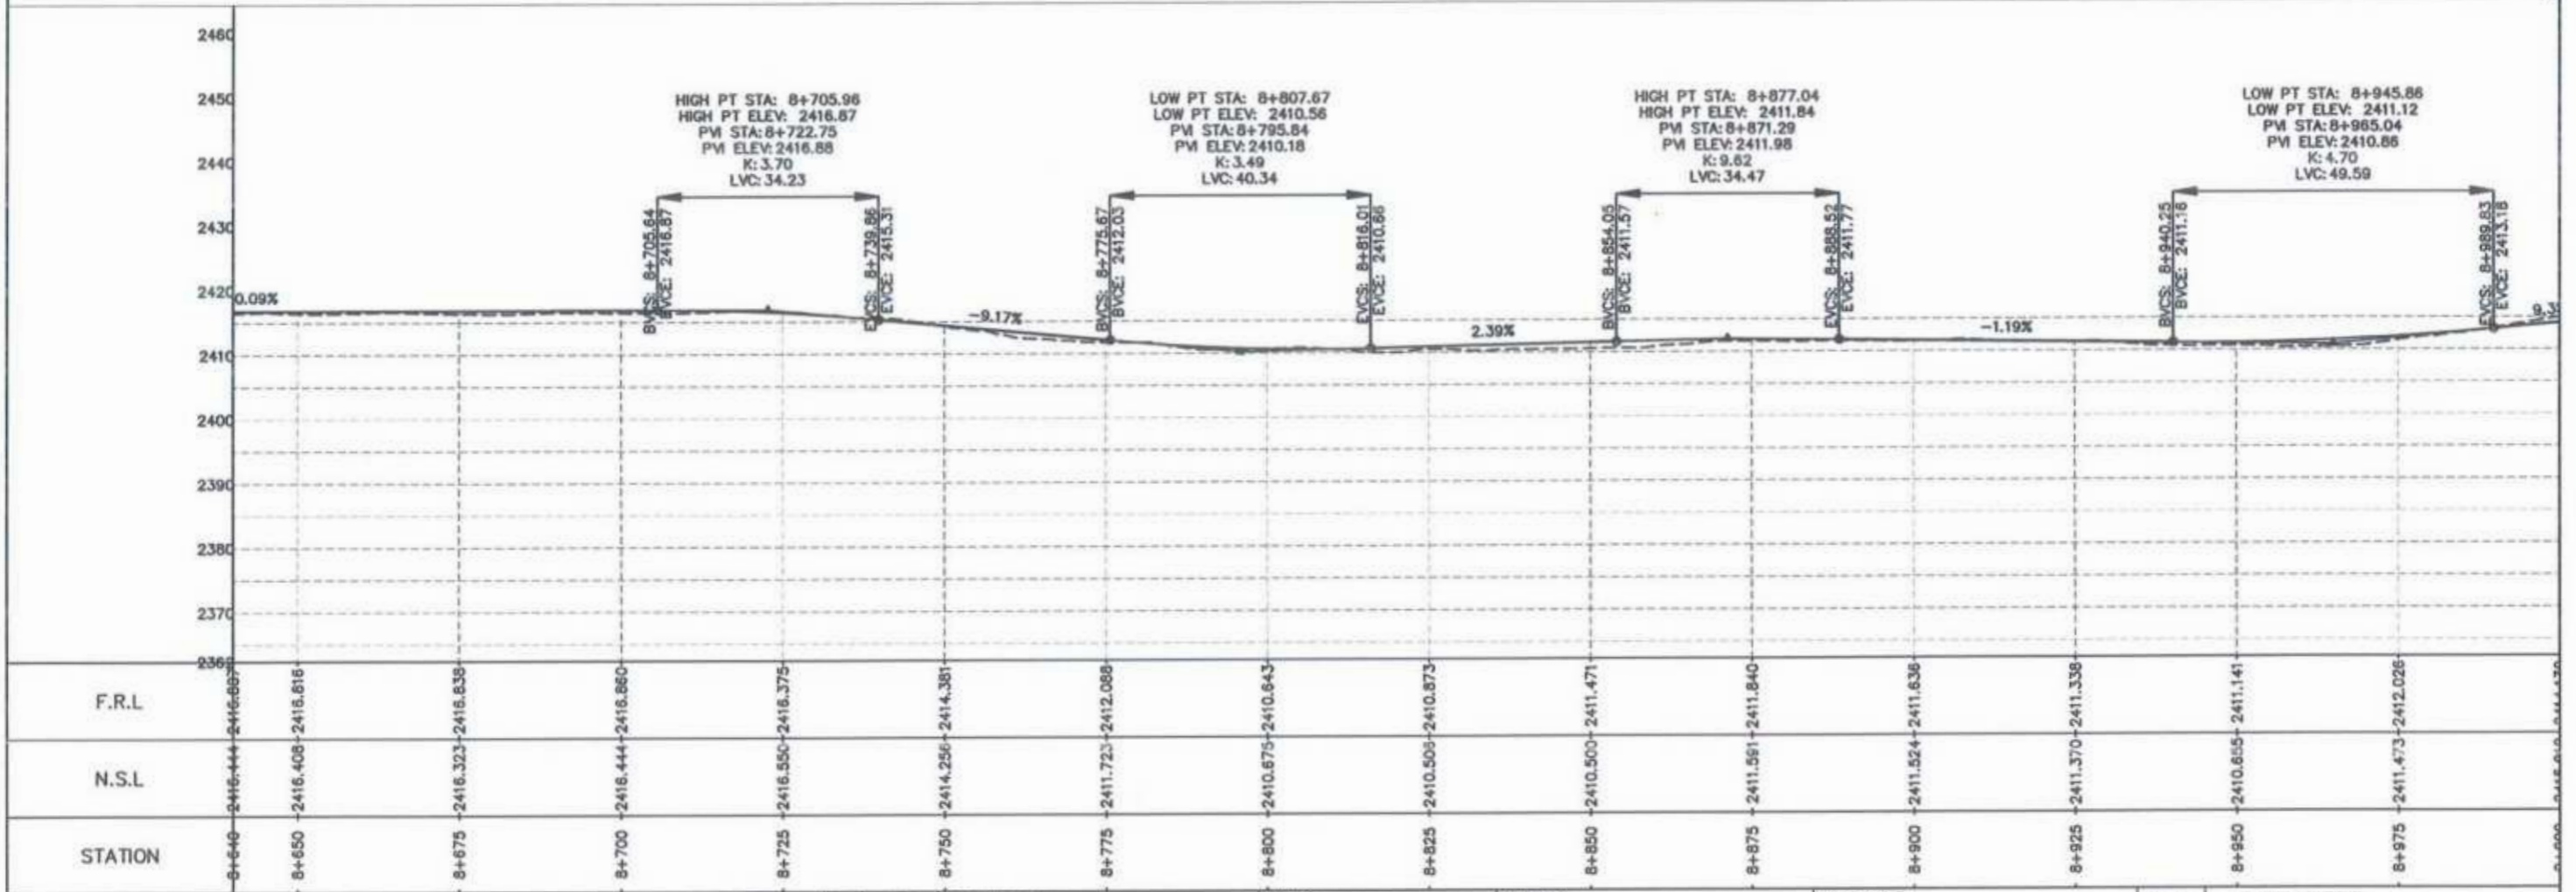 2460
2450
2440
2430
2420
2410
2400
2390
2380
2370
HIGH PT STA: 8+705.96
HIGH PT ELEV: 2416.87
PVI STA:8+722.75
PVI ELEV:2416.88
K:3.70
LVC:34.23
LOW PT STA: 8+807.67
LOW PT ELEV: 2410.56
PVI STA:8+795.84
PVI ELEV:2410.18
K:3.49
LVC:40.34
HIGH PT STA: 8+877.04
HIGH PT ELEV: 2411.84
PVI STA:8+871.29
PVI ELEV:2411.98
K:9.62
LVC:34.47
LOW PT STA: 8+945.86
LOW PT ELEV: 2411.12
PVI STA:8+965.04
PVI ELEV:2410.86
K:4.70
LVC:49.59
BVCS: 8+705.64
BVCE: 2416.87
EVCS: 8+739.86
EVCE: 2415.31
BVCS: 8+775.67
BVCE: 2412.03
EVCS: 8+816.01
EVCE: 2410.66
BVCS: 8+854.05
BVCE: 2411.57
EVCS: 8+888.52
EVCE: 2411.77
BVCS: 8+940.25
BVCE: 2411.16
EVCS: 8+989.83
EVCE: 2413.18
0.09%
-9.17%
2.39%
-1.19%
F.R.L
2416.816
2416.838
2416.860
2416.375
2414.381
2412.088
2410.643
2410.873
2411.471
2411.840
2411.636
2411.338
2411.141
2412.026
N.S.L
2416.444
2416.408
2416.323
2416.444
2416.550
2414.256
2411.723
2410.675
2410.506
2410.500
2411.591
2411.524
2411.370
2410.655
2411.473
STATION
8+640
8+650
8+675
8+700
8+725
8+750
8+775
8+800
8+825
8+850
8+875
8+900
8+925
8+950
8+975